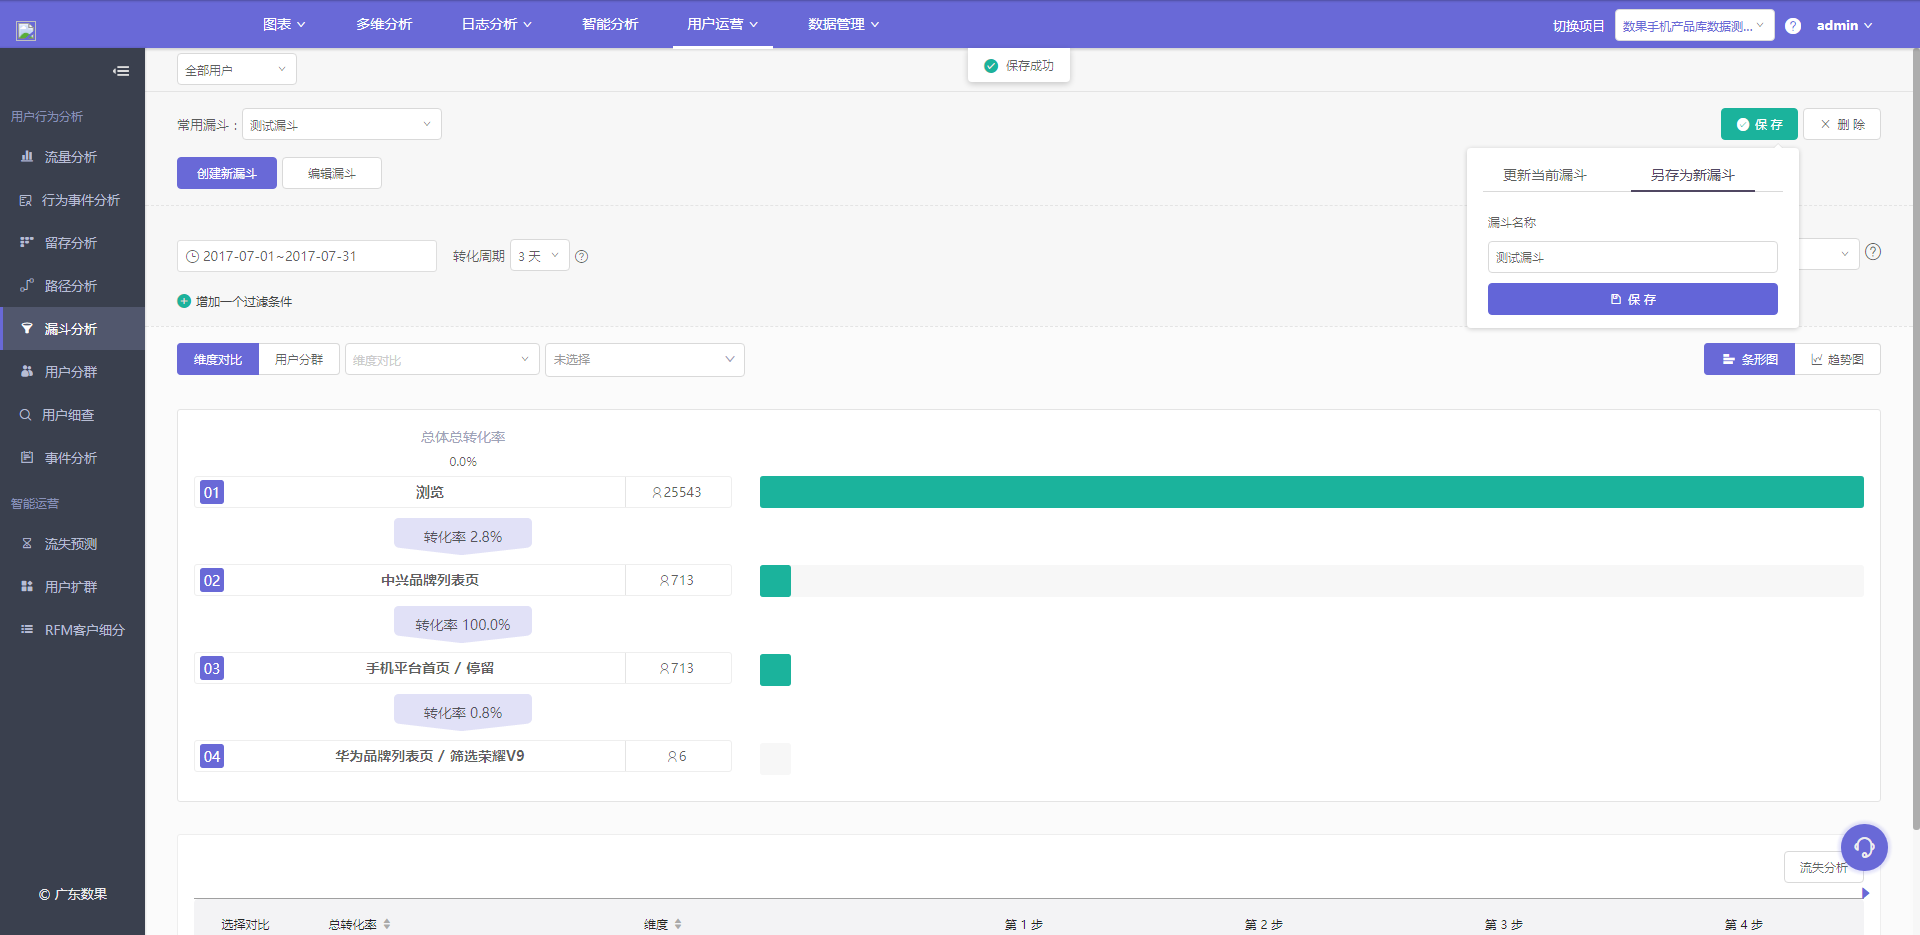 图表
多维分析
日志分析
智能分析
用户运营
数据管理
切换项目
数果手机产品库数据测...
admin
全部用户
保存成功
用户行为分析
流量分析
行为事件分析
留存分析
路径分析
漏斗分析
用户分群
用户细查
事件分析
智能运营
流失预测
用户扩群
RFM客户细分
© 广东数果
常用漏斗：
测试漏斗
保 存
删 除
创建新漏斗
编辑漏斗
更新当前漏斗
另存为新漏斗
漏斗名称
测试漏斗
保 存
2017-07-01~2017-07-31
转化周期
3 天
增加一个过滤条件
维度对比
用户分群
维度对比
未选择
条形图
趋势图
总体总转化率
0.0%
01
浏览
25543
转化率 2.8%
02
中兴品牌列表页
713
转化率 100.0%
03
手机平台首页 / 停留
713
转化率 0.8%
04
华为品牌列表页 / 筛选荣耀V9
6
流失分析
选择对比
总转化率
维度
第 1 步
第 2 步
第 3 步
第 4 步